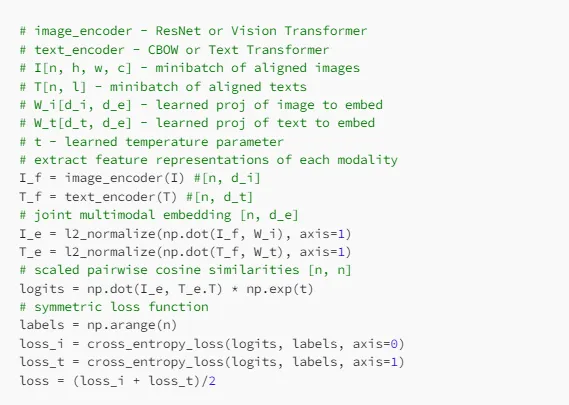 # image_encoder - ResNet or Vision Transformer
# text_encoder - CBOW or Text Transformer
# I[n, h, w, c] - minibatch of aligned images
# T[n, l] - minibatch of aligned texts
# W_i[d_i, d_e] - learned proj of image to embed
# W_t[d_t, d_e] - learned proj of text to embed
# t - learned temperature parameter
# extract feature representations of each modality
I_f = image_encoder(I) #[n, d_i]
T_f = text_encoder(T) #[n, d_t]
# joint multimodal embedding [n, d_e]
I_e = l2_normalize(np.dot(I_f, W_i), axis=1)
T_e = l2_normalize(np.dot(T_f, W_t), axis=1)
# scaled pairwise cosine similarities [n, n]
logits = np.dot(I_e, T_e.T) * np.exp(t)
# symmetric loss function
labels = np.arange(n)
loss_i = cross_entropy_loss(logits, labels, axis=0)
loss_t = cross_entropy_loss(logits, labels, axis=1)
loss = (loss_i + loss_t)/2